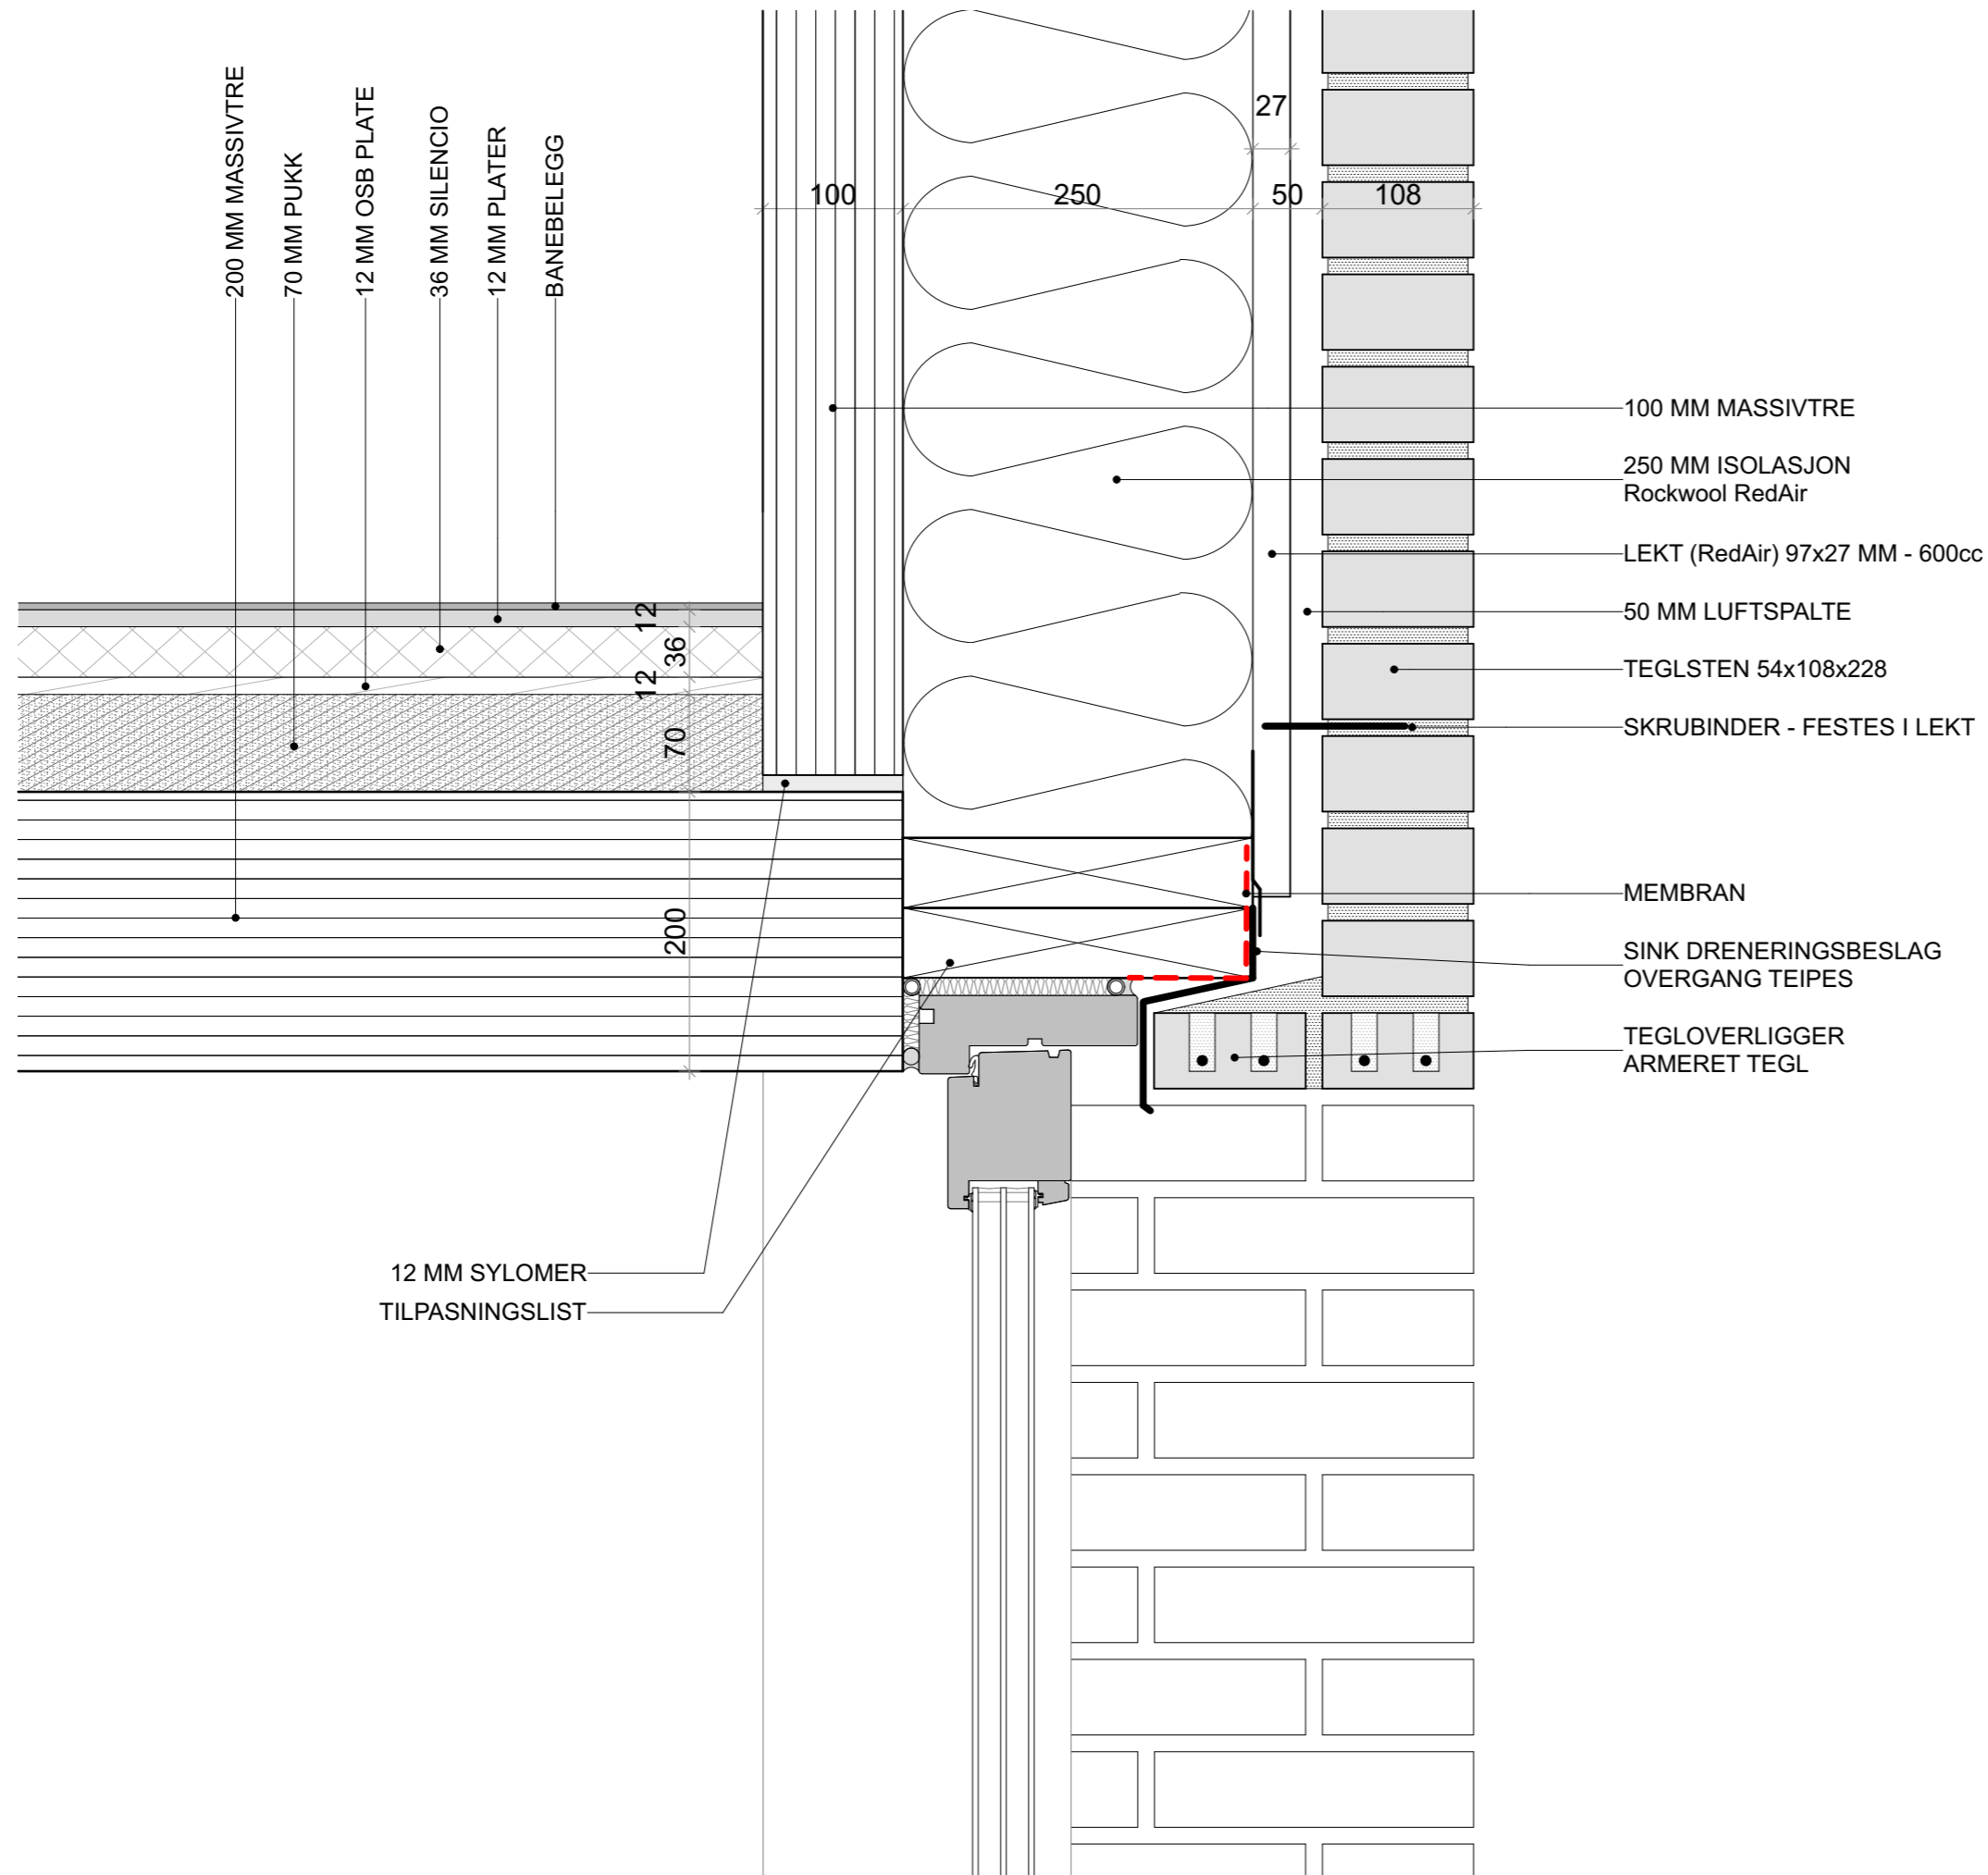 200 MM MASSIVTRE
70 MM PUKK
12 MM OSB PLATE
36 MM SILENCIO
12 MM PLATER
BANEBELEGG
27
100
250
50
108
100 MM MASSIVTRE
250 MM ISOLASJON
Rockwool RedAir
LEKT (RedAir) 97x27 MM - 600cc
50 MM LUFTSPALTE
TEGLSTEN 54x108x228
SKRUBINDER - FESTES I LEKT
12
36
12
70
200
MEMBRAN
SINK DRENERINGSBESLAG
OVERGANG TEIPES
TEGLOVERLIGGER
ARMERET TEGL
12 MM SYLOMER
TILPASNINGSLIST